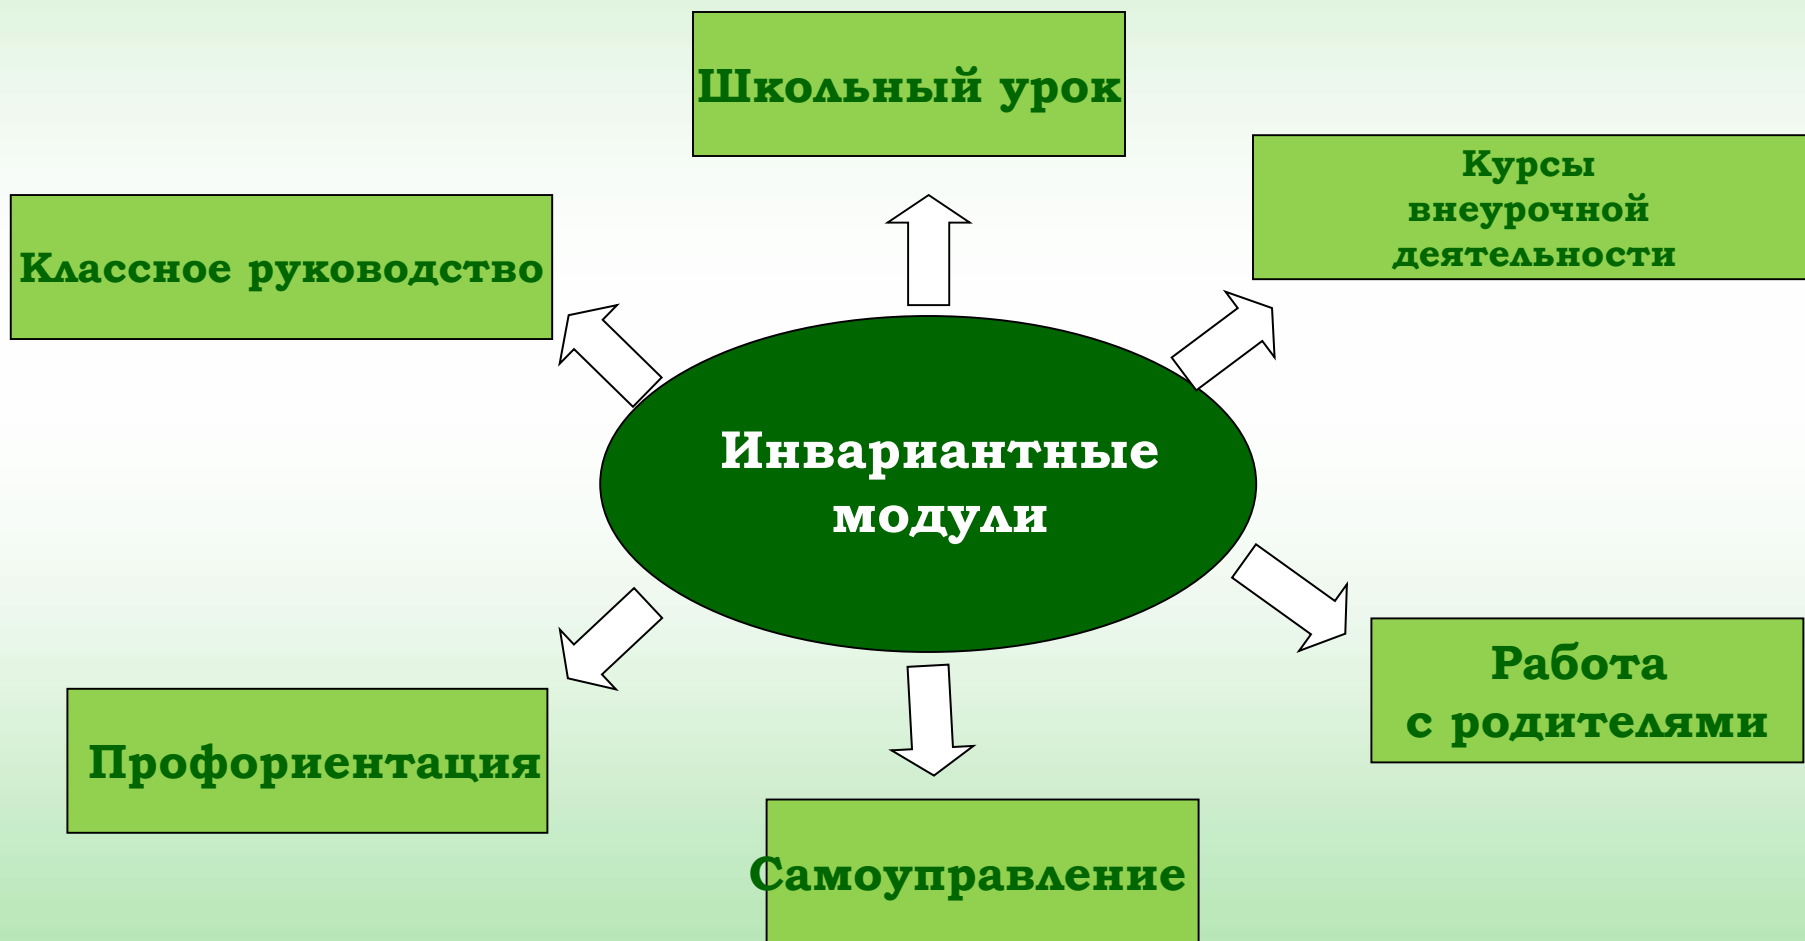 Школьный урок
Курсы
внеурочной
деятельности
Классное руководство
Инвариантные
модули
Работа
с родителями
Профориентация
Самоуправление